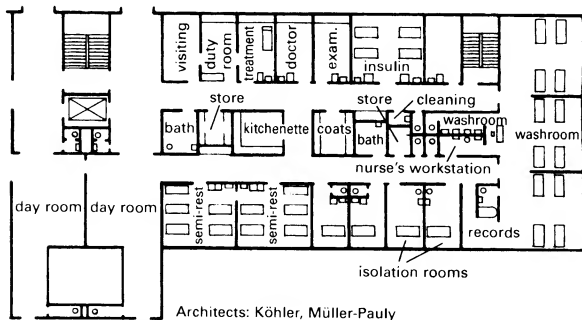 visiting
duty
room
treatment
doctor
exam.
insulin
store
store
cleaning
washroom
bath
kitchenette
coats
bath
washroom
nurse's workstation
day room
day room
semi-rest
semi-rest
records
isolation rooms
Architects: Köhler, Müller-Pauly